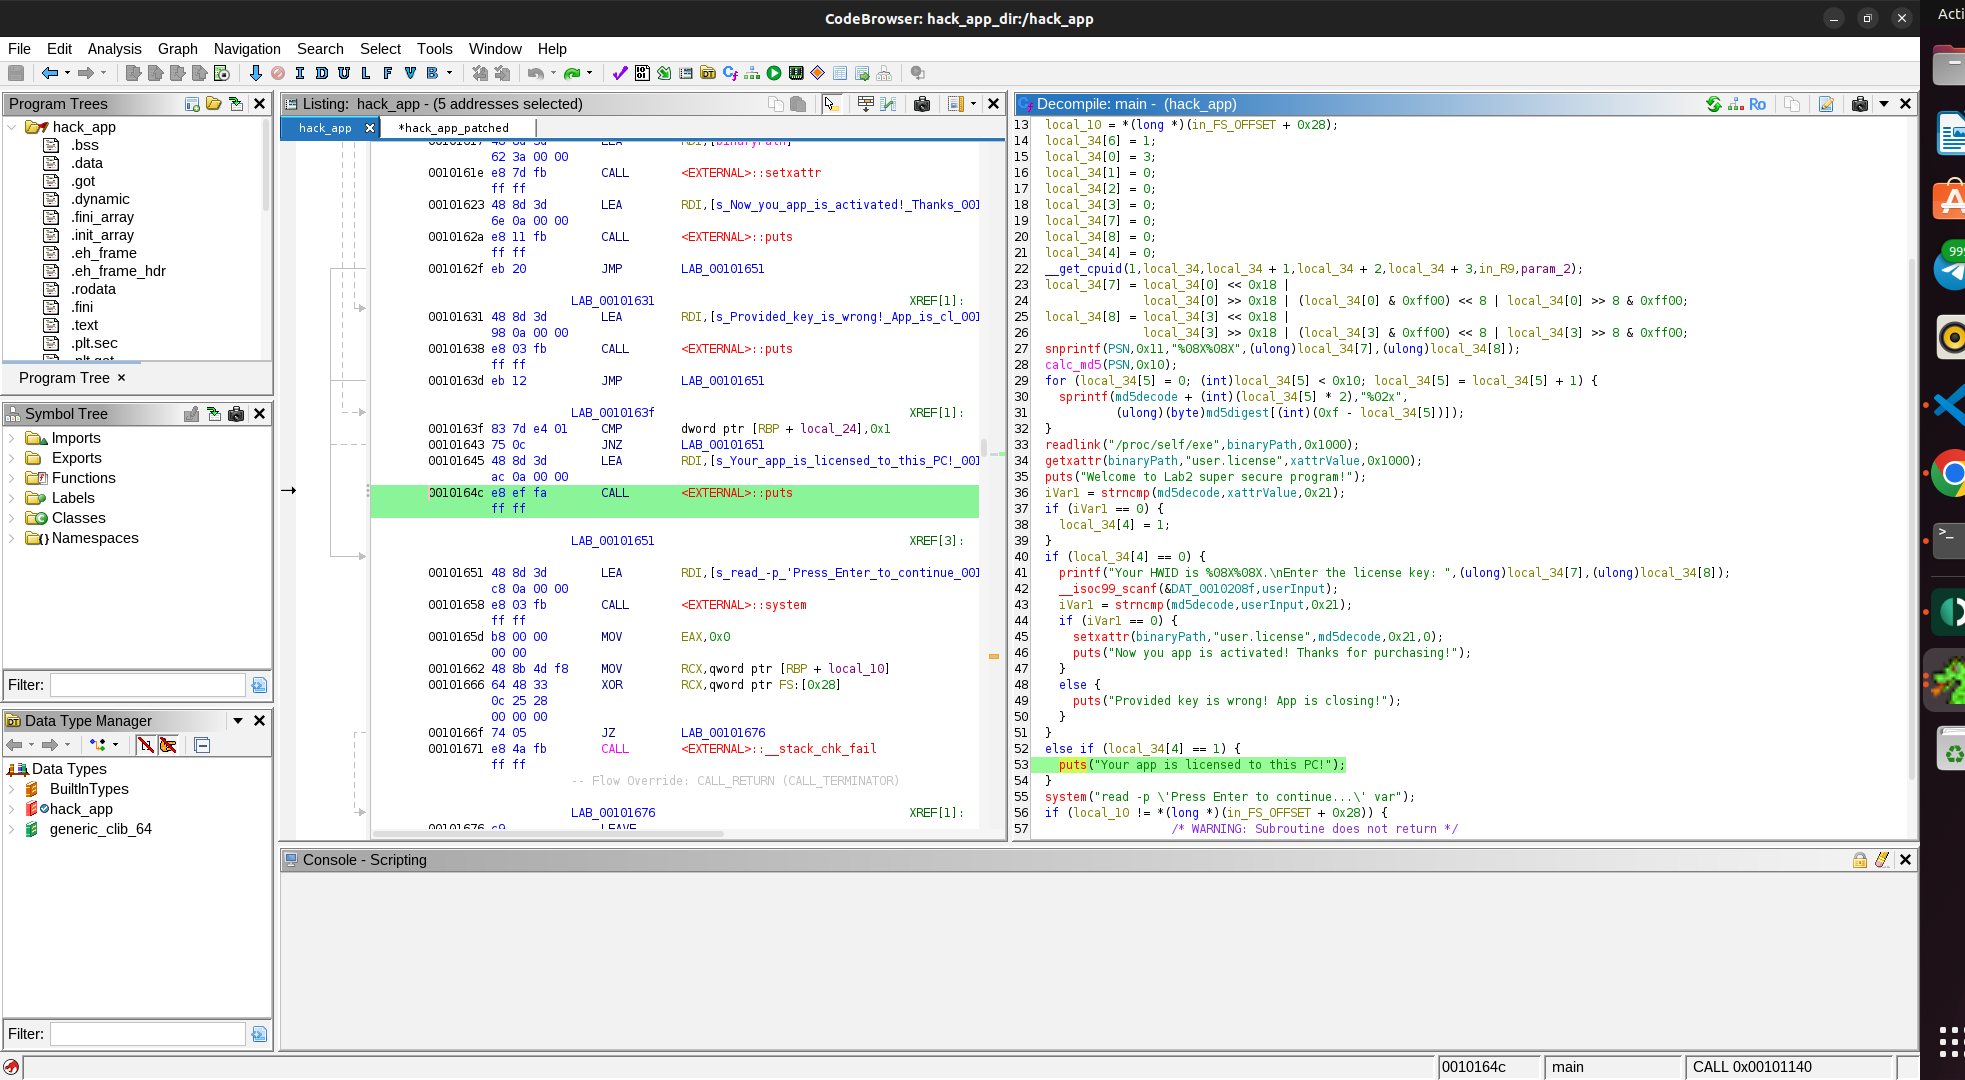 CodeBrowser: hack_app_dir:/hack_app
Acti
File Edit Analysis Graph Navigation Search Select Tools Window Help
I D U L F V B
Program Trees
hack_app
.bss
.data
.got
.dynamic
.fini_array
.init_array
.eh_frame
.eh_frame_hdr
.rodata
.fini
.text
.plt.sec
.plt.got
Program Tree ×
Symbol Tree
Imports
Exports
Functions
Labels
Classes
Namespaces
Filter:
Data Type Manager
Data Types
BuiltInTypes
hack_app
generic_clib_64
Filter:
Listing: hack_app - (5 addresses selected)
hack_app
*hack_app_patched
00101617 48 8d 3d LEA RDI,[binaryPath]
62 3a 00 00
0010161e e8 7d fb CALL <EXTERNAL>::setxattr
ff ff
00101623 48 8d 3d LEA RDI,[s_Now_you_app_is_activated!_Thanks_001
6e 0a 00 00
0010162a e8 11 fb CALL <EXTERNAL>::puts
ff ff
0010162f eb 20 JMP LAB_00101651
LAB_00101631 XREF[1]:
00101631 48 8d 3d LEA RDI,[s_Provided_key_is_wrong!_App_is_cl_001
98 0a 00 00
00101638 e8 03 fb CALL <EXTERNAL>::puts
ff ff
0010163d eb 12 JMP LAB_00101651
LAB_0010163f XREF[1]:
0010163f 83 7d e4 01 CMP dword ptr [RBP + local_24],0x1
00101643 75 0c JNZ LAB_00101651
00101645 48 8d 3d LEA RDI,[s_Your_app_is_licensed_to_this_PC!_001
ac 0a 00 00
0010164c e8 ef fa CALL <EXTERNAL>::puts
ff ff
LAB_00101651 XREF[3]:
00101651 48 8d 3d LEA RDI,[s_read_-p_'Press_Enter_to_continue_001
c8 0a 00 00
00101658 e8 03 fb CALL <EXTERNAL>::system
ff ff
0010165d b8 00 00 MOV EAX,0x0
00 00
00101662 48 8b 4d f8 MOV RCX,qword ptr [RBP + local_10]
00101666 64 48 33 XOR RCX,qword ptr FS:[0x28]
0c 25 28
00 00 00
0010166f 74 05 JZ LAB_00101676
00101671 e8 4a fb CALL <EXTERNAL>::__stack_chk_fail
ff ff
-- Flow Override: CALL_RETURN (CALL_TERMINATOR)
LAB_00101676 XREF[1]:
00101676 c9 LEAVE
Decompile: main - (hack_app)
Ro
13 local_10 = *(long *)(in_FS_OFFSET + 0x28);
14 local_34[6] = 1;
15 local_34[0] = 3;
16 local_34[1] = 0;
17 local_34[2] = 0;
18 local_34[3] = 0;
19 local_34[7] = 0;
20 local_34[8] = 0;
21 local_34[4] = 0;
22 __get_cpuid(1,local_34,local_34 + 1,local_34 + 2,local_34 + 3,in_R9,param_2);
23 local_34[7] = local_34[0] << 0x18 |
24 local_34[0] >> 0x18 | (local_34[0] & 0xff00) << 8 | local_34[0] >> 8 & 0xff00;
25 local_34[8] = local_34[3] << 0x18 |
26 local_34[3] >> 0x18 | (local_34[3] & 0xff00) << 8 | local_34[3] >> 8 & 0xff00;
27 snprintf(PSN,0x11,"%08X%08X",(ulong)local_34[7],(ulong)local_34[8]);
28 calc_md5(PSN,0x10);
29 for (local_34[5] = 0; (int)local_34[5] < 0x10; local_34[5] = local_34[5] + 1) {
30 sprintf(md5decode + (int)(local_34[5] * 2),"%02x",
31 (ulong)(byte)md5digest[(int)(0xf - local_34[5])]);
32 }
33 readlink("/proc/self/exe",binaryPath,0x1000);
34 getxattr(binaryPath,"user.license",xattrValue,0x1000);
35 puts("Welcome to Lab2 super secure program!");
36 iVar1 = strncmp(md5decode,xattrValue,0x21);
37 if (iVar1 == 0) {
38 local_34[4] = 1;
39 }
40 if (local_34[4] == 0) {
41 printf("Your HWID is %08X%08X.\nEnter the license key: ",(ulong)local_34[7],(ulong)local_34[8]);
42 __isoc99_scanf(&DAT_0010208f,userInput);
43 iVar1 = strncmp(md5decode,userInput,0x21);
44 if (iVar1 == 0) {
45 setxattr(binaryPath,"user.license",md5decode,0x21,0);
46 puts("Now you app is activated! Thanks for purchasing!");
47 }
48 else {
49 puts("Provided key is wrong! App is closing!");
50 }
51 }
52 else if (local_34[4] == 1) {
53 puts("Your app is licensed to this PC!");
54 }
55 system("read -p \'Press Enter to continue...\' var");
56 if (local_10 != *(long *)(in_FS_OFFSET + 0x28)) {
57 /* WARNING: Subroutine does not return */
Console - Scripting
0010164c main CALL 0x00101140